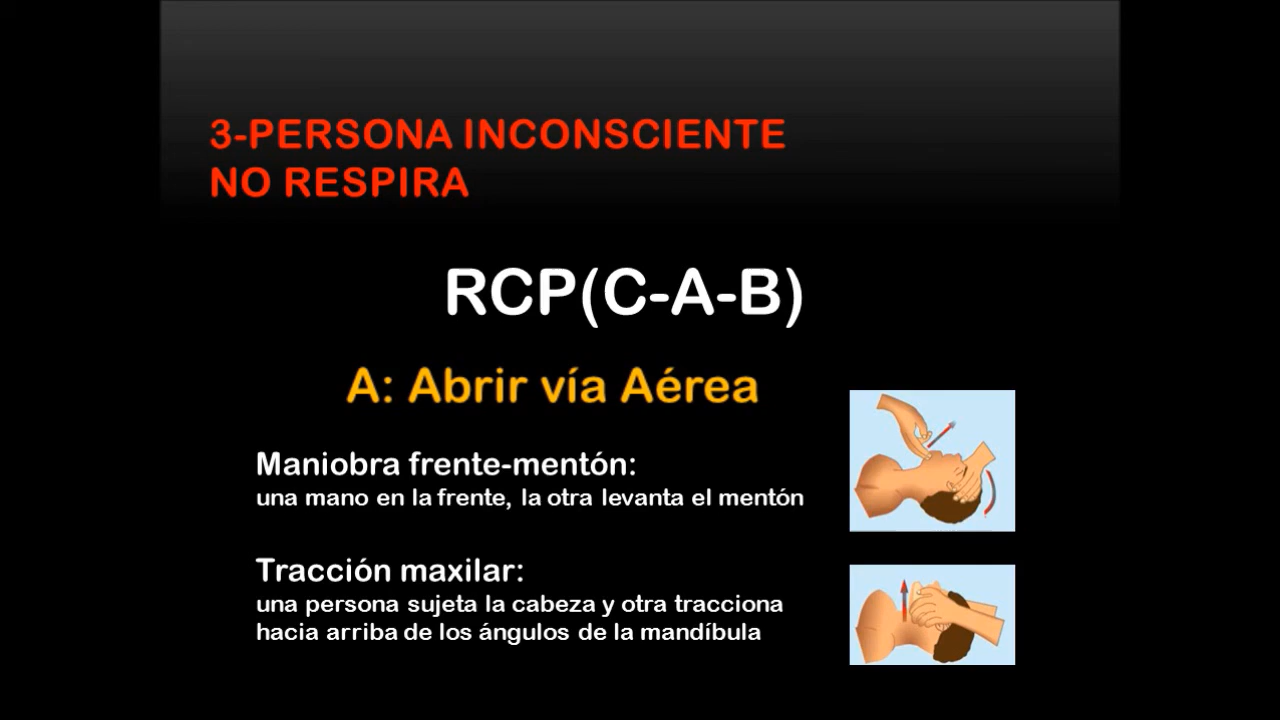 3-PERSONA INCONSCIENTE
NO RESPIRA
RCP(C-A-B)
A: Abrir vía Aérea
Maniobra frente-mentón:
una mano en la frente, la otra levanta el mentón
Tracción maxilar:
una persona sujeta la cabeza y otra tracciona
hacia arriba de los ángulos de la mandíbula